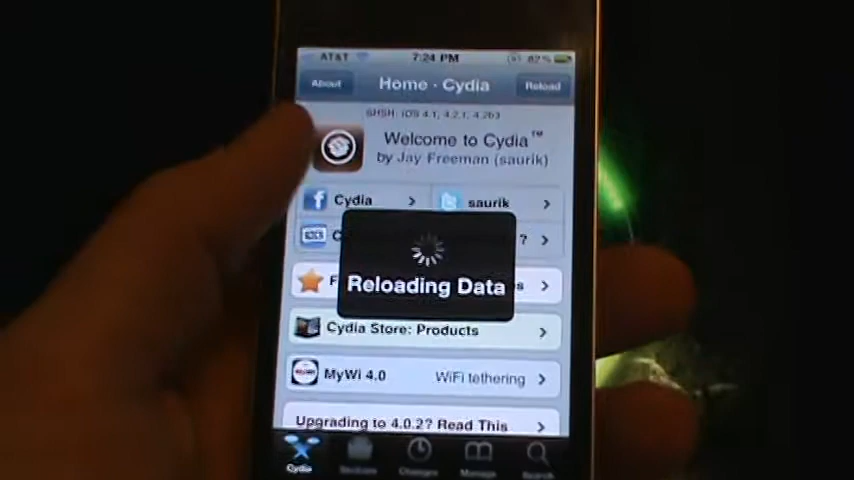 AT&T 7:24 PM 82%
About Home - Cydia Reload
SHSH: iOS 4.1, 4.2.1, 4.2b3
Welcome to Cydia™
by Jay Freeman (saurik)
Cydia saurik
?
Reloading Data
Cydia Store: Products
MyWi 4.0 WiFi tethering
Upgrading to 4.0.2? Read This
Cydia Sections Changes Manage Search